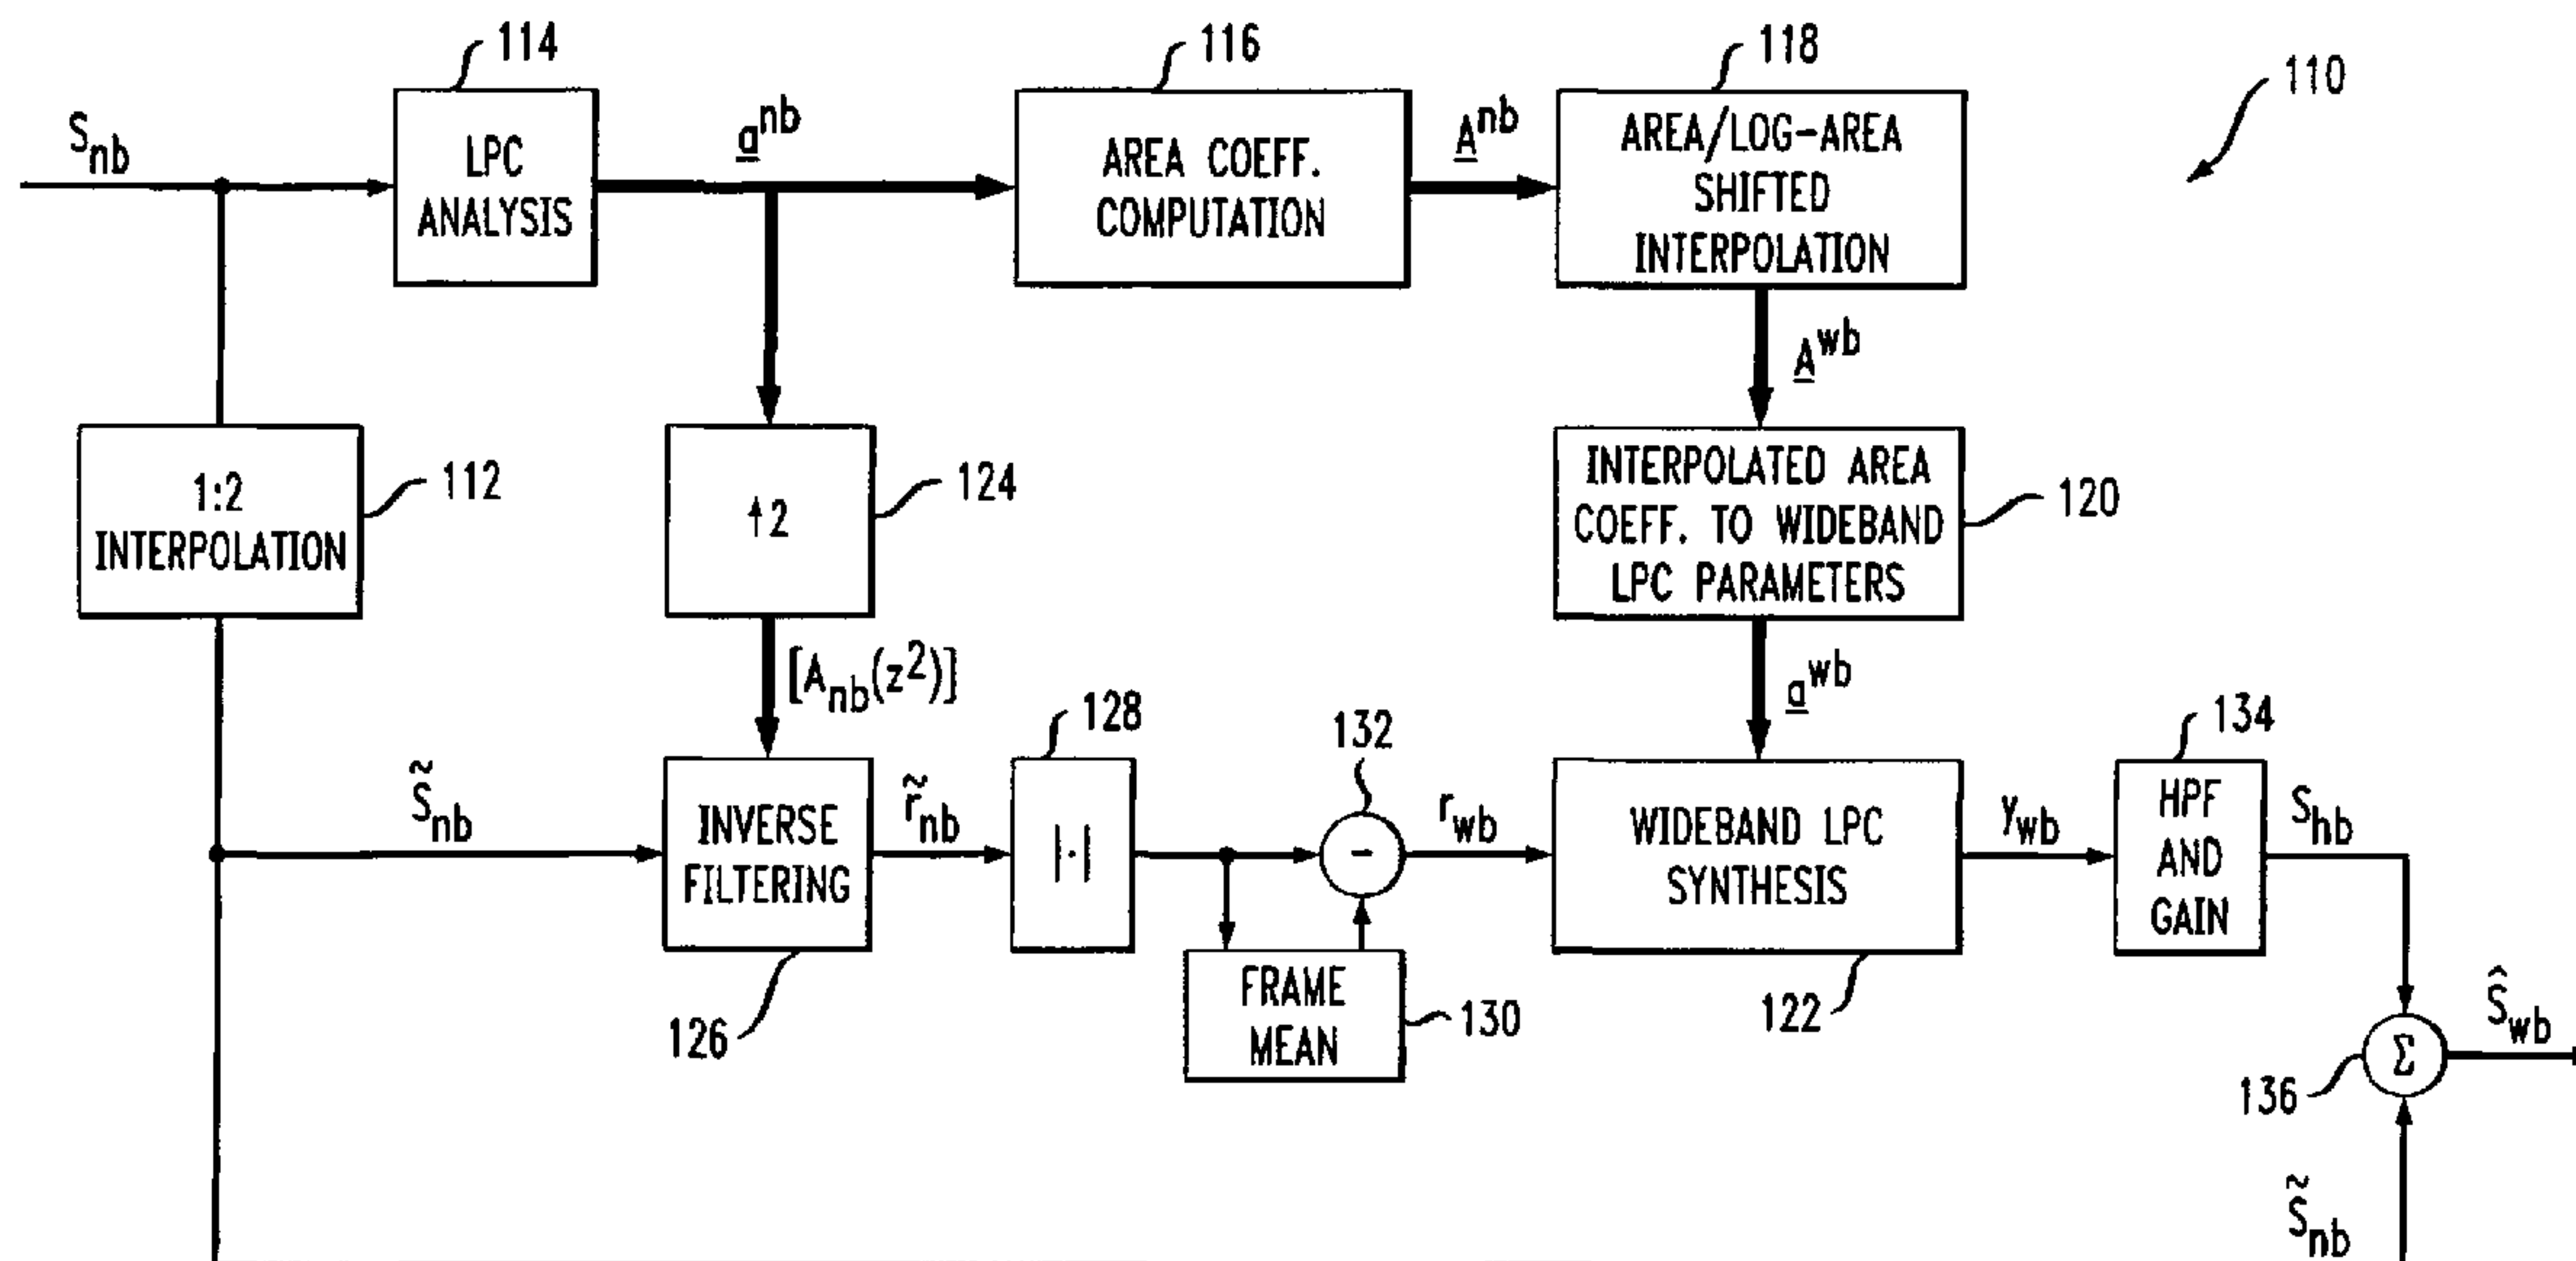 114
116
118
110
S_nb
LPC
ANALYSIS
a^nb
AREA COEFF.
COMPUTATION
A^nb
AREA/LOG-AREA
SHIFTED
INTERPOLATION
A^wb
1:2
INTERPOLATION
112
↑2
124
INTERPOLATED AREA
COEFF. TO WIDEBAND
LPC PARAMETERS
120
[A_nb(z²)]
a^wb
S̃_nb
INVERSE
FILTERING
126
r̃_nb
128
|·|
132
−
r_wb
FRAME
MEAN
130
WIDEBAND LPC
SYNTHESIS
122
y_wb
134
HPF
AND
GAIN
S_hb
Σ
136
Ŝ_wb
S̃_nb